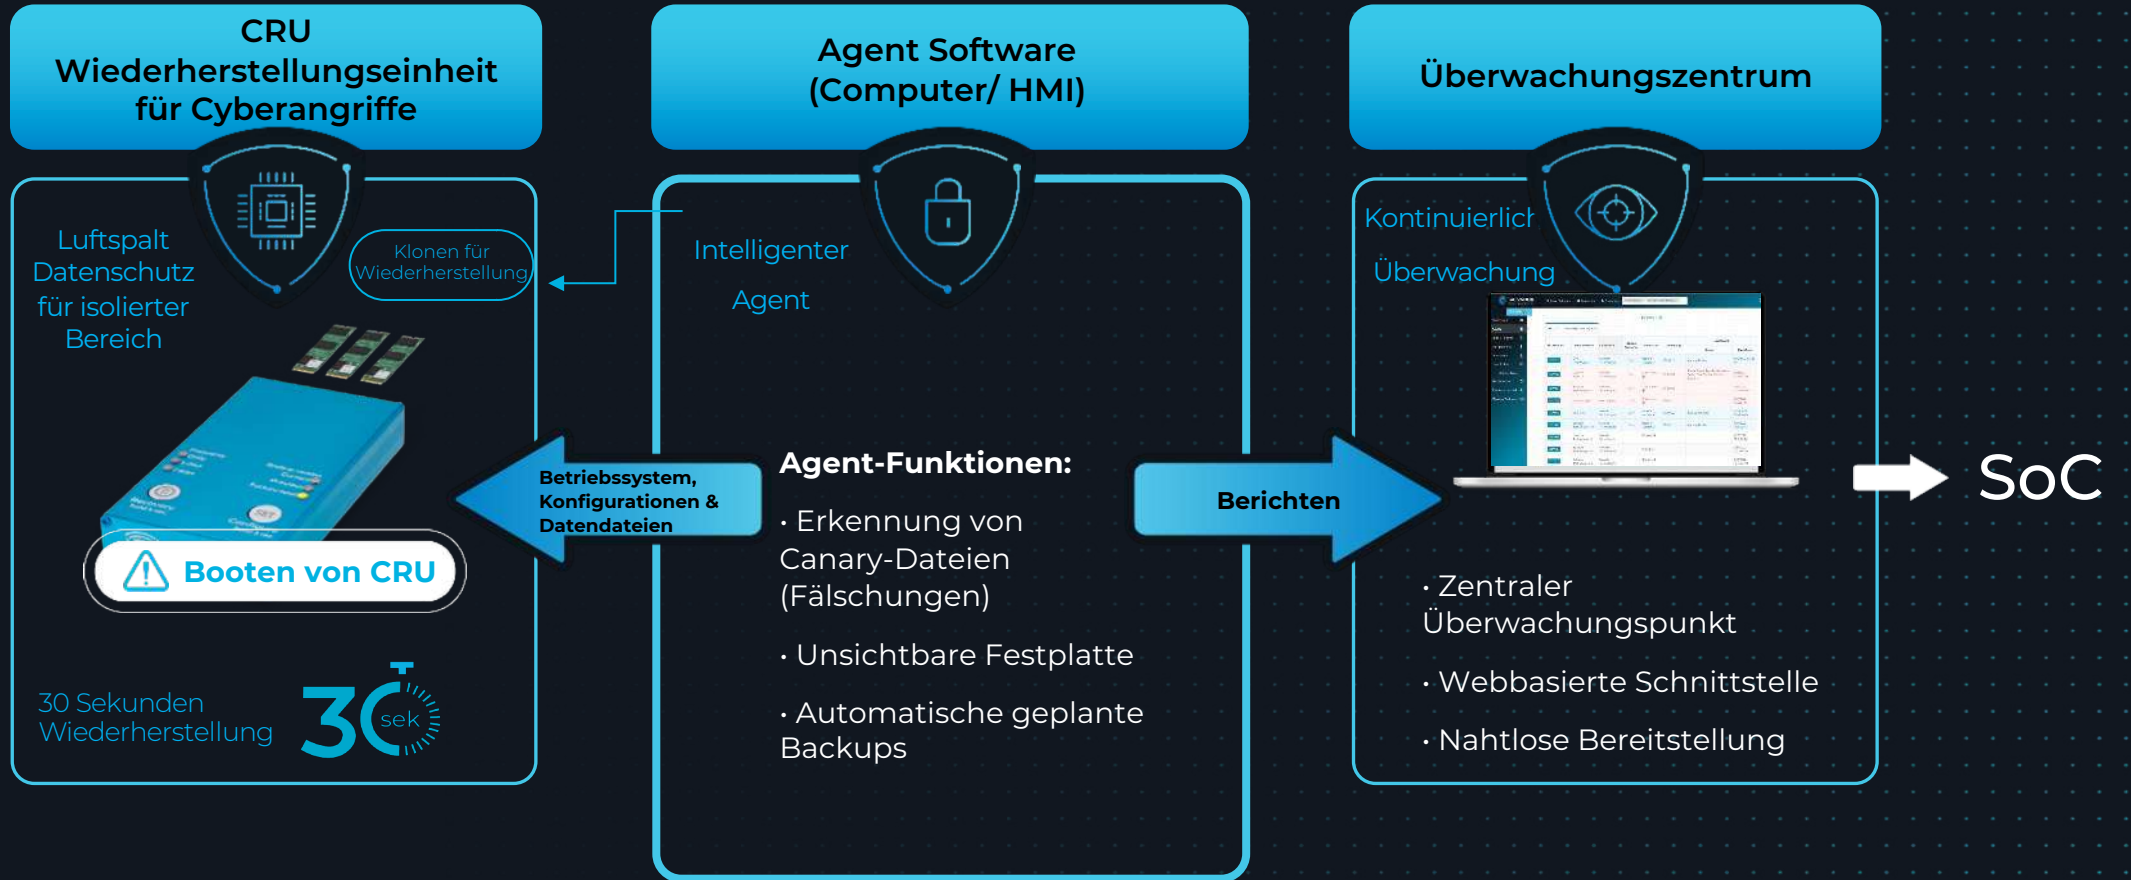 CRU
Wiederherstellungseinheit
für Cyberangriffe
Luftspalt
Datenschutz
für isolierter
Bereich
Klonen für
Wiederherstellung
Recovery
SET
Booten von CRU
30 Sekunden
Wiederherstellung
30
sek
Agent Software
(Computer/ HMI)
Intelligenter
Agent
Betriebssystem,
Konfigurationen &
Datendateien
Agent-Funktionen:
· Erkennung von
Canary-Dateien
(Fälschungen)
· Unsichtbare Festplatte
· Automatische geplante
Backups
Berichten
Überwachungszentrum
Kontinuierlich
Überwachung
· Zentraler
Überwachungspunkt
· Webbasierte Schnittstelle
· Nahtlose Bereitstellung
SoC